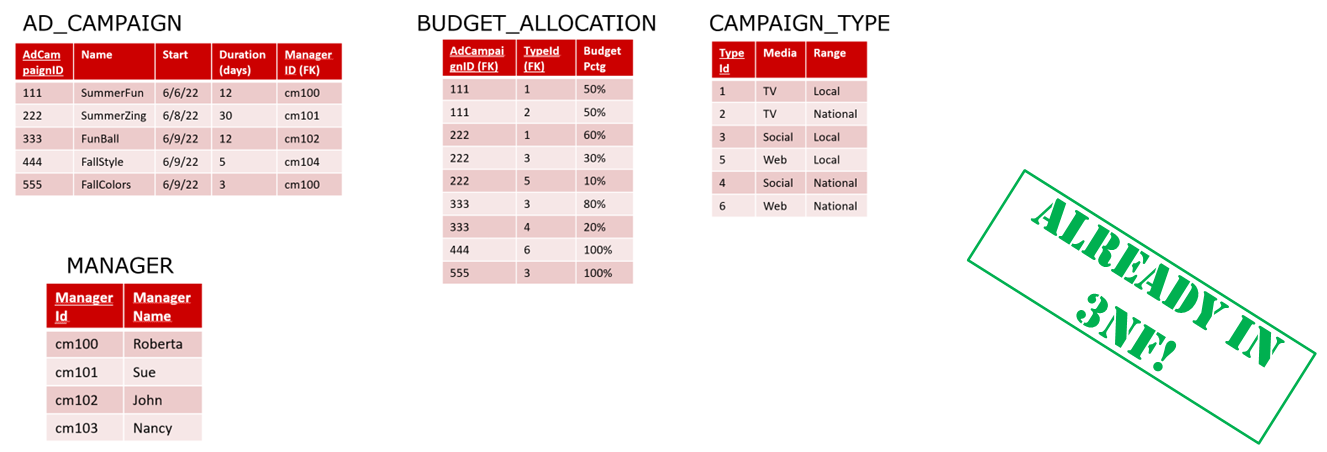 AD_CAMPAIGN
AdCam
paignID
Name
Start
Duration
(days)
Manager
ID (FK)
111 SummerFun 6/6/22 12 cm100
222 SummerZing 6/8/22 30 cm101
333 FunBall 6/9/22 12 cm102
444 FallStyle 6/9/22 5 cm104
555 FallColors 6/9/22 3 cm100
BUDGET_ALLOCATION
AdCampai
gnID (FK)
TypeId
(FK)
Budget
Pctg
111 1 50%
111 2 50%
222 1 60%
222 3 30%
222 5 10%
333 3 80%
333 4 20%
444 6 100%
555 3 100%
CAMPAIGN_TYPE
Type
Id
Media
Range
1 TV Local
2 TV National
3 Social Local
5 Web Local
4 Social National
6 Web National
MANAGER
Manager
Id
Manager
Name
cm100 Roberta
cm101 Sue
cm102 John
cm103 Nancy
ALREADY IN
3NF!